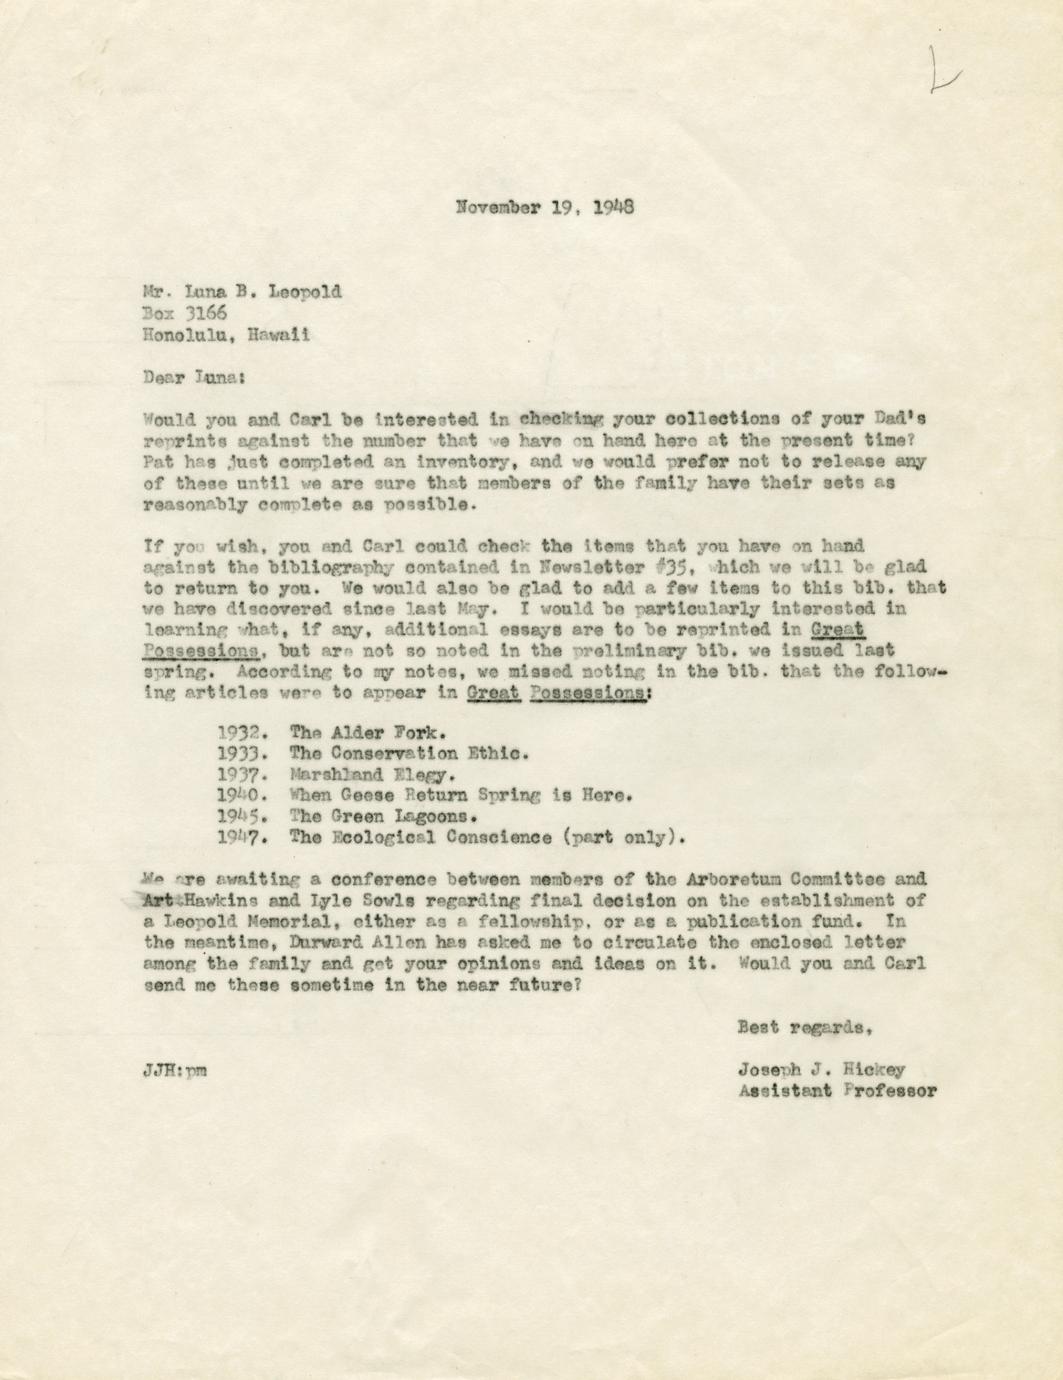 L
November 19, 1948
Mr. Luna B. Leopold
Box 3166
Honolulu, Hawaii
Dear Luna:
Would you and Carl be interested in checking your collections of your Dad's
reprints against the number that we have on hand here at the present time?
Pat has just completed an inventory, and we would prefer not to release any
of these until we are sure that members of the family have their sets as
reasonably complete as possible.
If you wish, you and Carl could check the items that you have on hand
against the bibliography contained in Newsletter #35, which we will be glad
to return to you.  We would also be glad to add a few items to this bib. that
we have discovered since last May.  I would be particularly interested in
learning what, if any, additional essays are to be reprinted in Great
Possessions, but are not so noted in the preliminary bib. we issued last
spring.  According to my notes, we missed noting in the bib. that the follow-
ing articles were to appear in Great Possessions:
1932.  The Alder Fork.
1933.  The Conservation Ethic.
1937.  Marshland Elegy.
1940.  When Geese Return Spring is Here.
1945.  The Green Lagoons.
1947.  The Ecological Conscience (part only).
We are awaiting a conference between members of the Arboretum Committee and
Art Hawkins and Lyle Sowls regarding final decision on the establishment of
a Leopold Memorial, either as a fellowship, or as a publication fund.  In
the meantime, Durward Allen has asked me to circulate the enclosed letter
among the family and get your opinions and ideas on it.  Would you and Carl
send me these sometime in the near future?
Best regards,
JJH:pm
Joseph J. Hickey
Assistant Professor